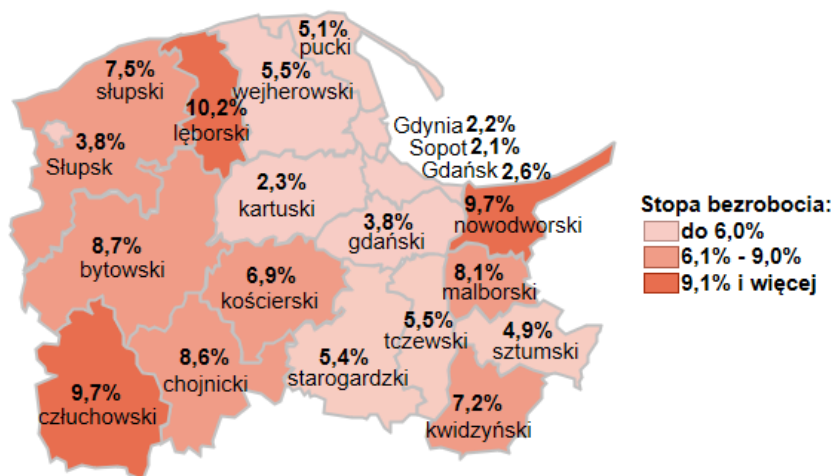 5,1%
pucki
7,5%
słupski
5,5%
wejherowski
10,2%
lęborski
3,8%
Słupsk
Gdynia 2,2%
Sopot 2,1%
Gdańsk 2,6%
2,3%
kartuski
3,8%
gdański
9,7%
nowodworski
8,7%
bytowski
6,9%
kościerski
8,1%
malborski
5,5%
tczewski
4,9%
sztumski
8,6%
chojnicki
5,4%
starogardzki
9,7%
człuchowski
7,2%
kwidzyński
Stopa bezrobocia:
do 6,0%
6,1% - 9,0%
9,1% i więcej